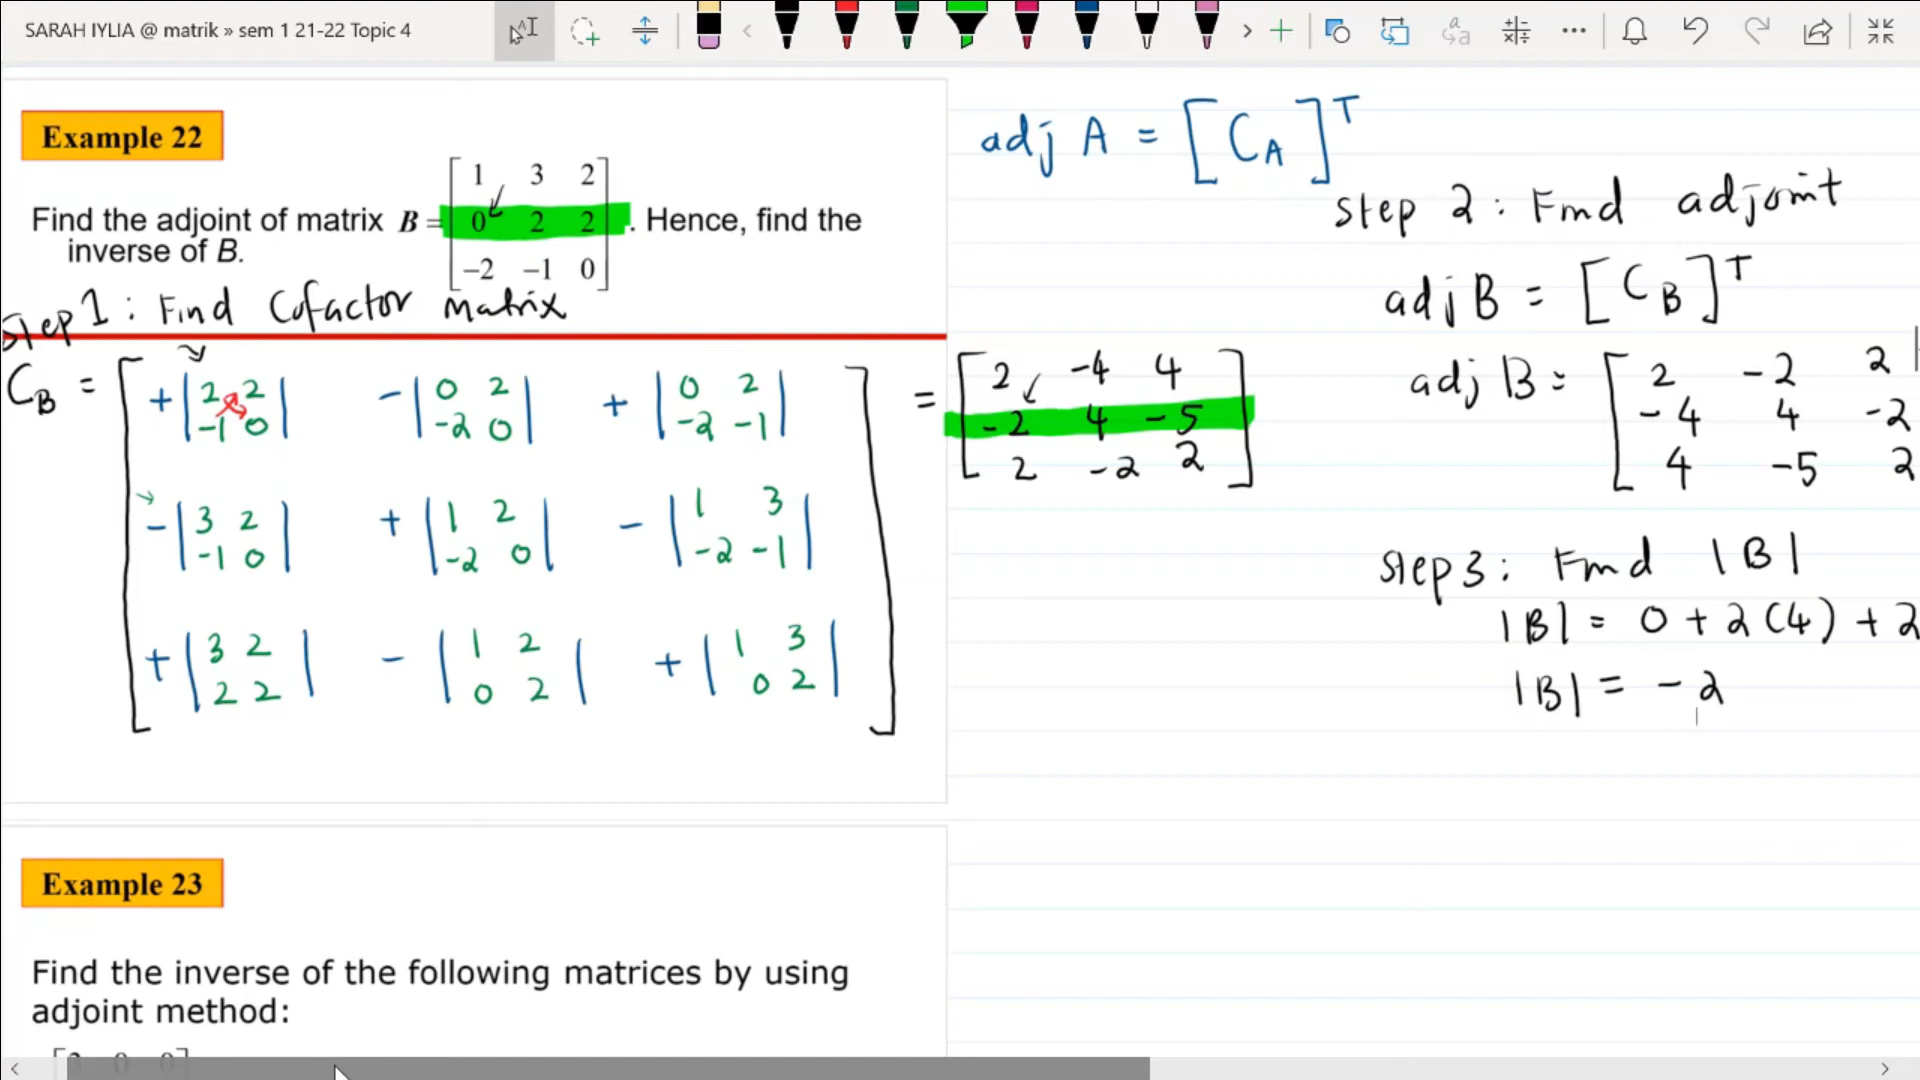 SARAH IYLIA @ matrik » sem 1 21-22 Topic 4
Example 22
Find the adjoint of matrix B = [1 3 2
0 2 2
-2 -1 0]. Hence, find the
inverse of B.
Step 1 : Find Cofactor matrix
C_B = [ +|2 2; -1 0| -|0 2; -2 0| +|0 2; -2 -1|
-|3 2; -1 0| +|1 2; -2 0| -|1 3; -2 -1|
+|3 2; 2 2| -|1 2; 0 2| +|1 3; 0 2| ]
= [2 -4 4
-2 4 -5
2 -2 2]
adj A = [C_A]^T
Step 2 : Find adjoint
adj B = [C_B]^T
adj B = [2 -2 2
-4 4 -2
4 -5 2
Step 3 : Find |B|
|B| = 0 + 2 (4) + 2
|B| = -2
Example 23
Find the inverse of the following matrices by using
adjoint method: